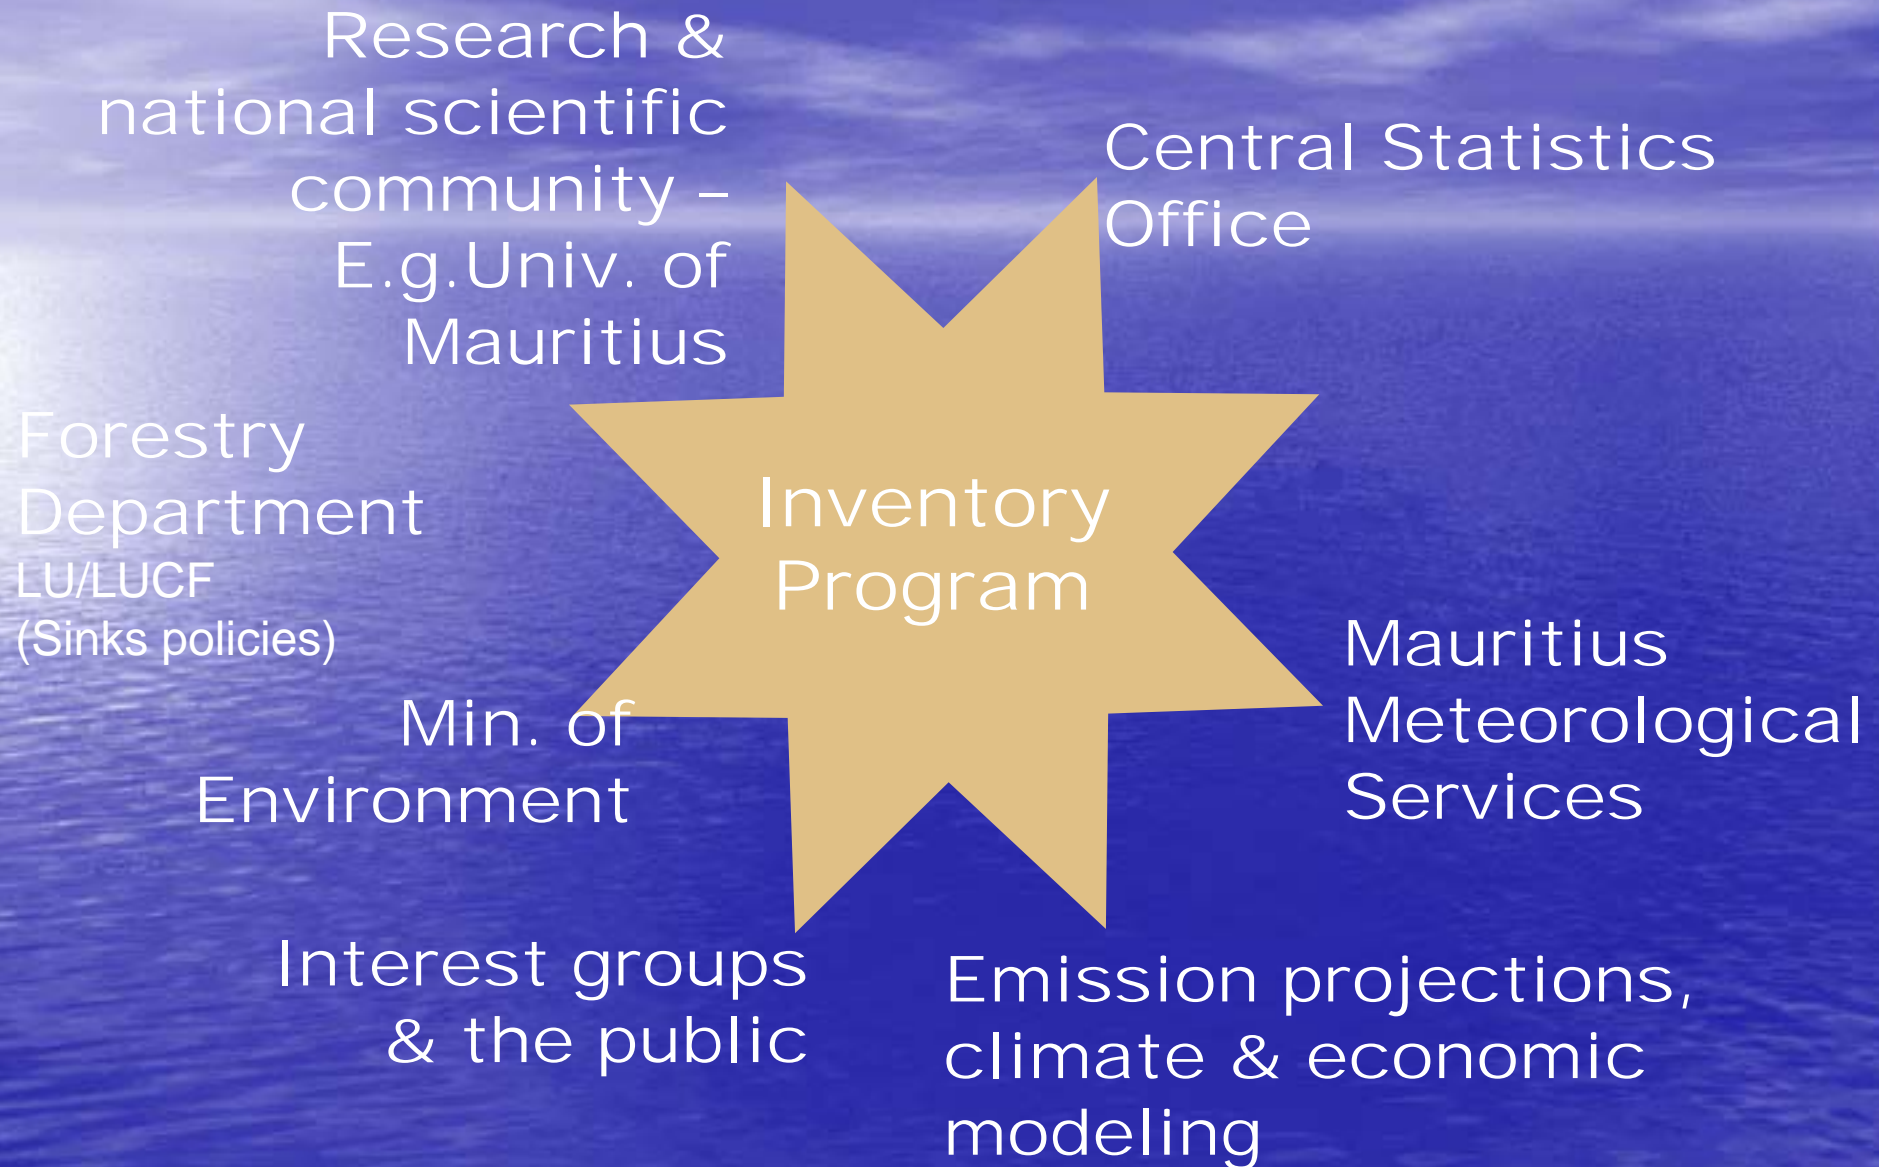 Research &
national scientific
community –
E.g.Univ. of
Mauritius
Central Statistics
Office
Forestry
Department
LU/LUCF
(Sinks policies)
Inventory
Program
Mauritius
Meteorological
Services
Min. of
Environment
Interest groups
& the public
Emission projections,
climate & economic
modeling